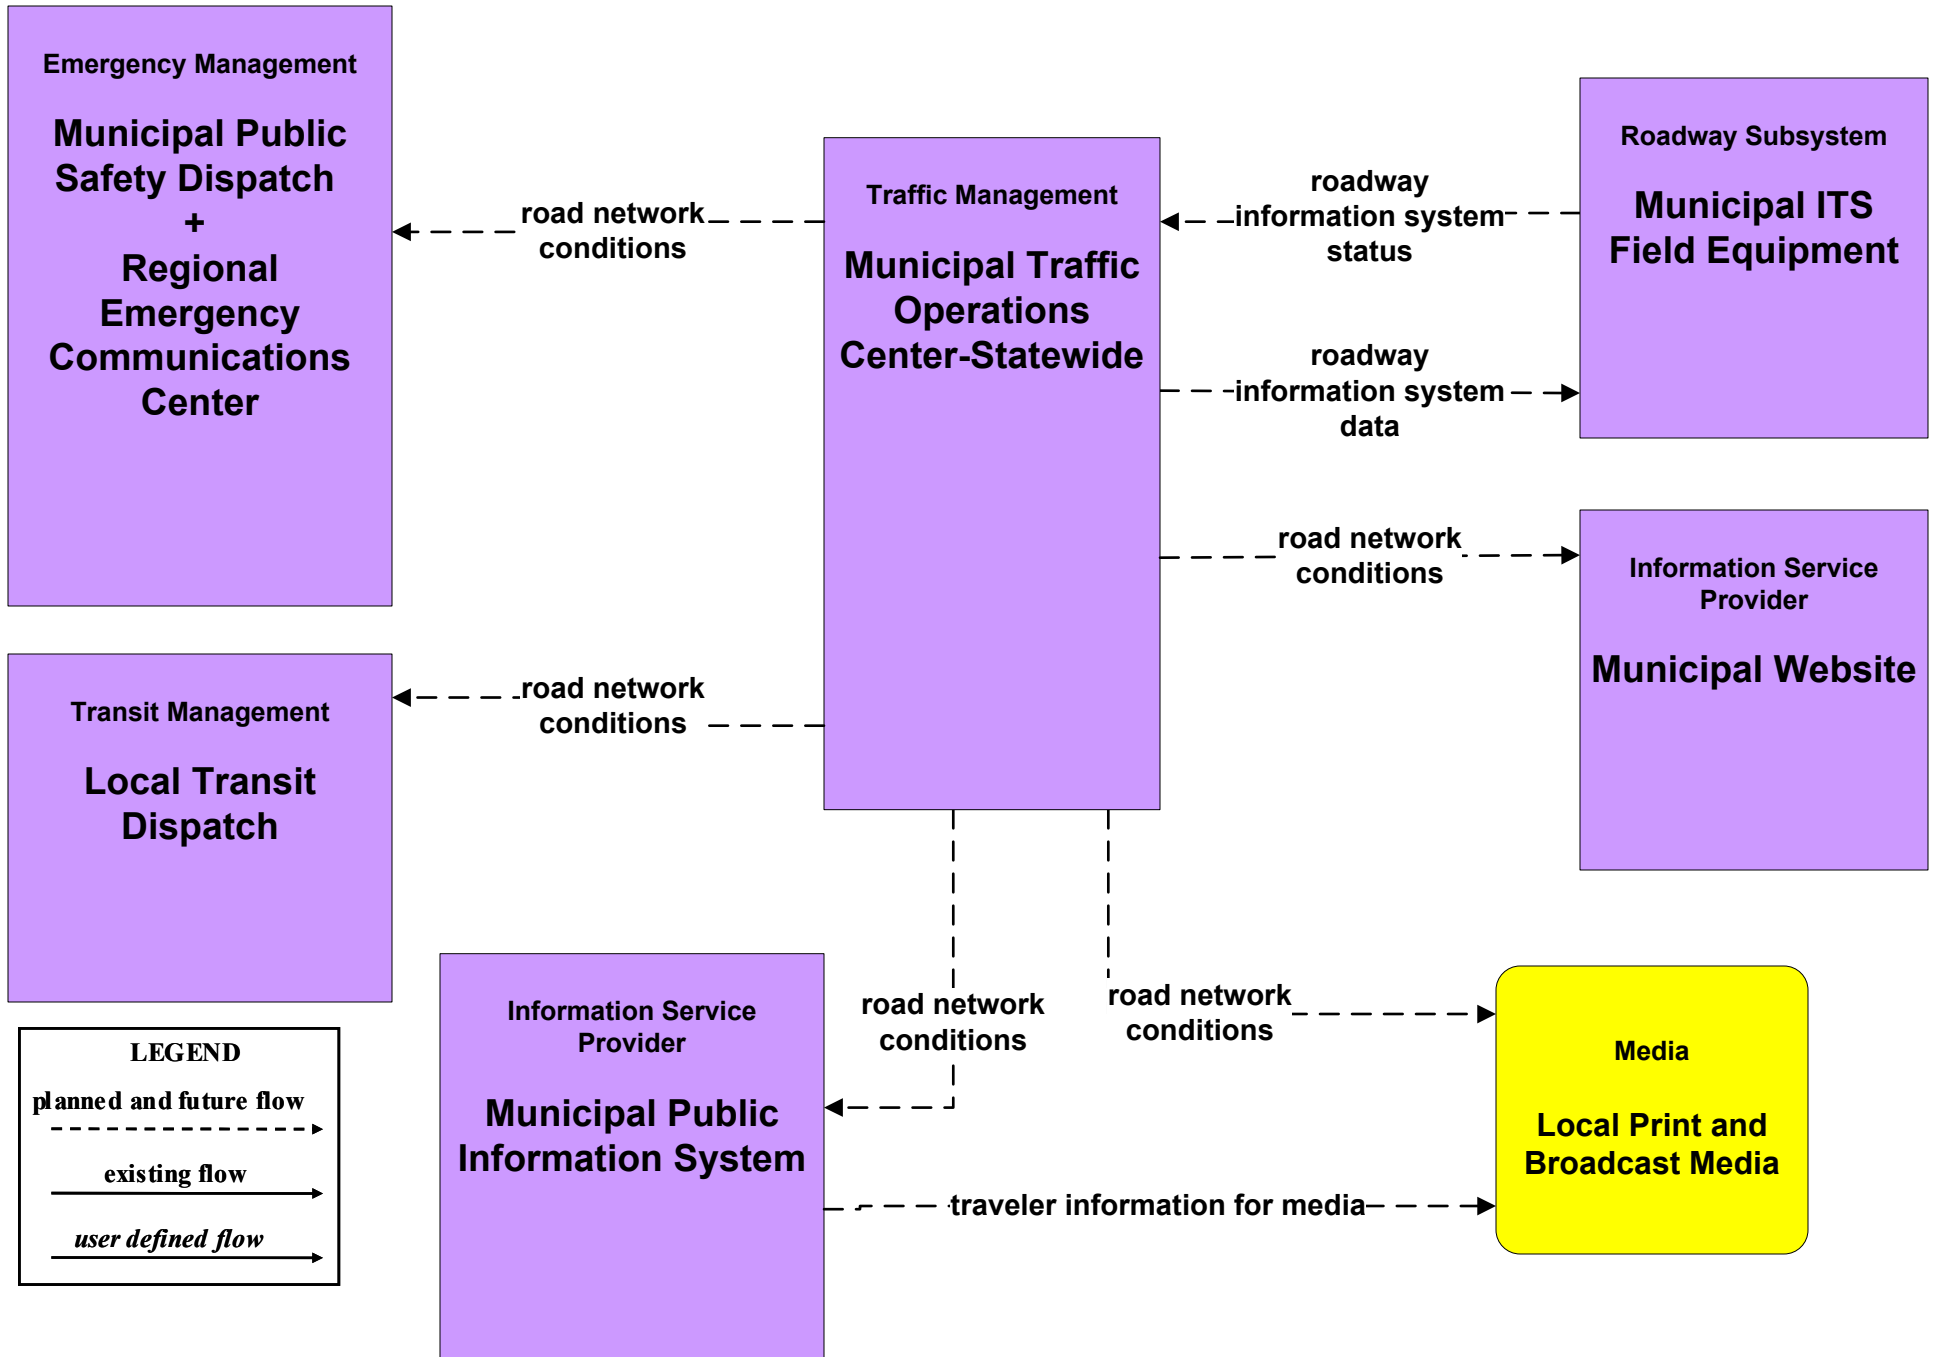 Emergency Management
Municipal Public
Safety Dispatch
+
Regional
Emergency
Communications
Center
road network
conditions
Traffic Management
Municipal Traffic
Operations
Center-Statewide
roadway
information system
status
roadway
information system
data
Roadway Subsystem
Municipal ITS
Field Equipment
road network
conditions
Information Service
Provider
Municipal Website
Transit Management
Local Transit
Dispatch
road network
conditions
LEGEND
planned and future flow
existing flow
user defined flow
Information Service
Provider
Municipal Public
Information System
road network
conditions
road network
conditions
traveler information for media
Media
Local Print and
Broadcast Media